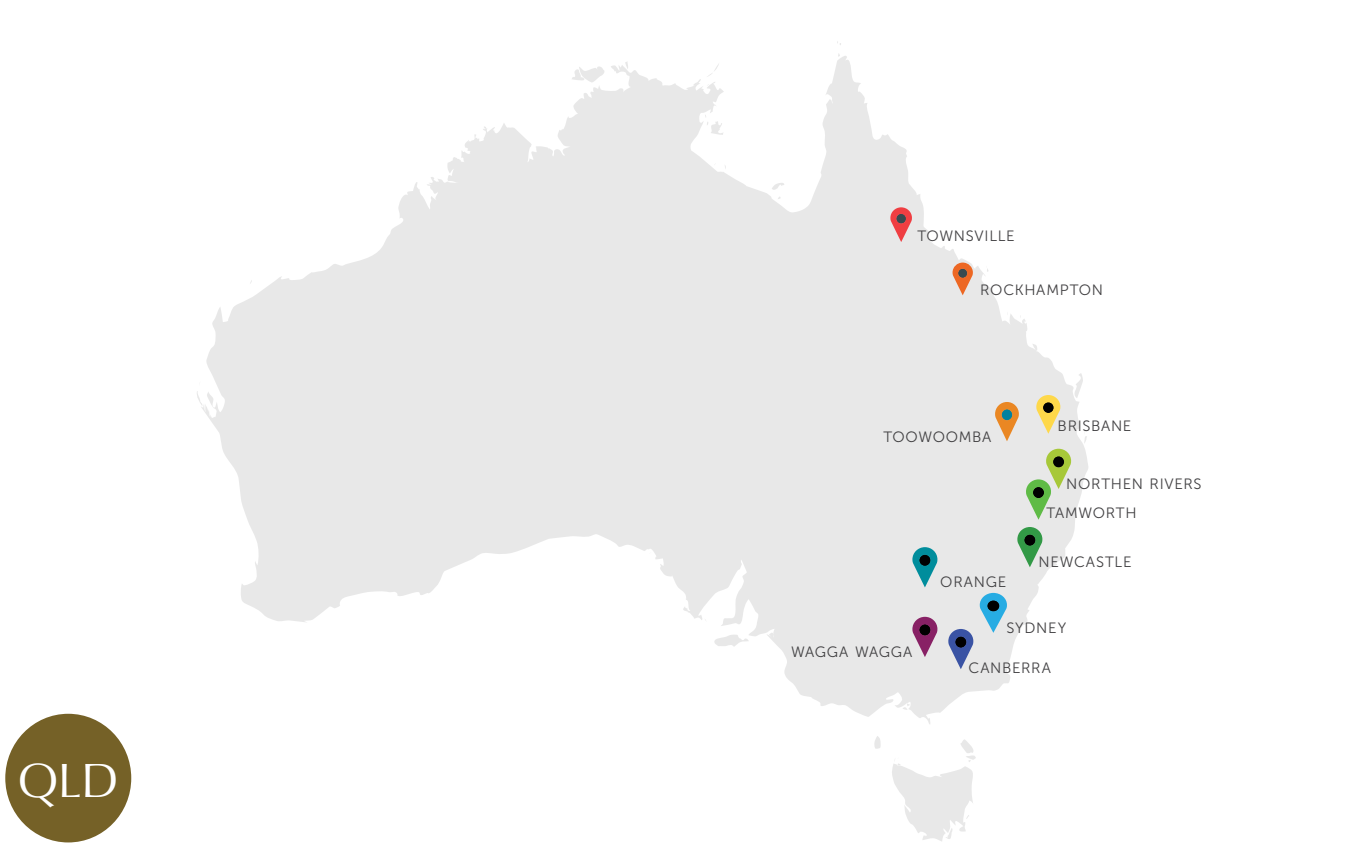 TOWNSVILLE
ROCKHAMPTON
BRISBANE
TOOWOOMBA
NORTHEN RIVERS
TAMWORTH
NEWCASTLE
ORANGE
SYDNEY
WAGGA WAGGA
CANBERRA
QLD